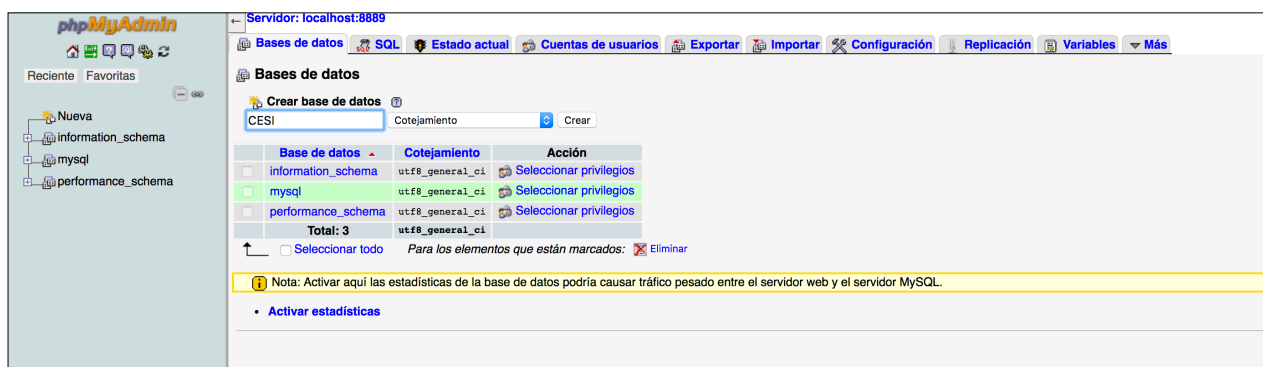 phpMyAdmin
Reciente Favoritas
Nueva
information_schema
mysql
performance_schema
Servidor: localhost:8889
Bases de datos SQL Estado actual Cuentas de usuarios Exportar Importar Configuración Replicación Variables Más
Bases de datos
Crear base de datos
CESI Cotejamiento Crear
Base de datos Cotejamiento Acción
information_schema utf8_general_ci Seleccionar privilegios
mysql utf8_general_ci Seleccionar privilegios
performance_schema utf8_general_ci Seleccionar privilegios
Total: 3 utf8_general_ci
Seleccionar todo Para los elementos que están marcados: Eliminar
Nota: Activar aquí las estadísticas de la base de datos podría causar tráfico pesado entre el servidor web y el servidor MySQL.
• Activar estadísticas